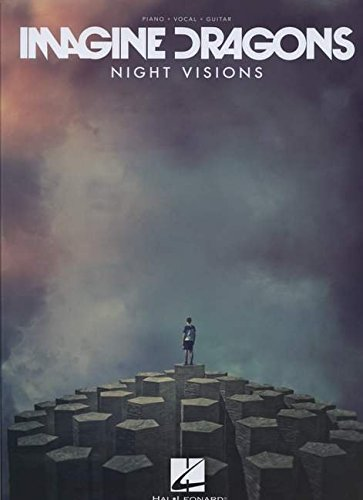 PIANO • VOCAL • GUITAR
IMAGINE DRAGONS
NIGHT VISIONS
HAL•LEONARD®